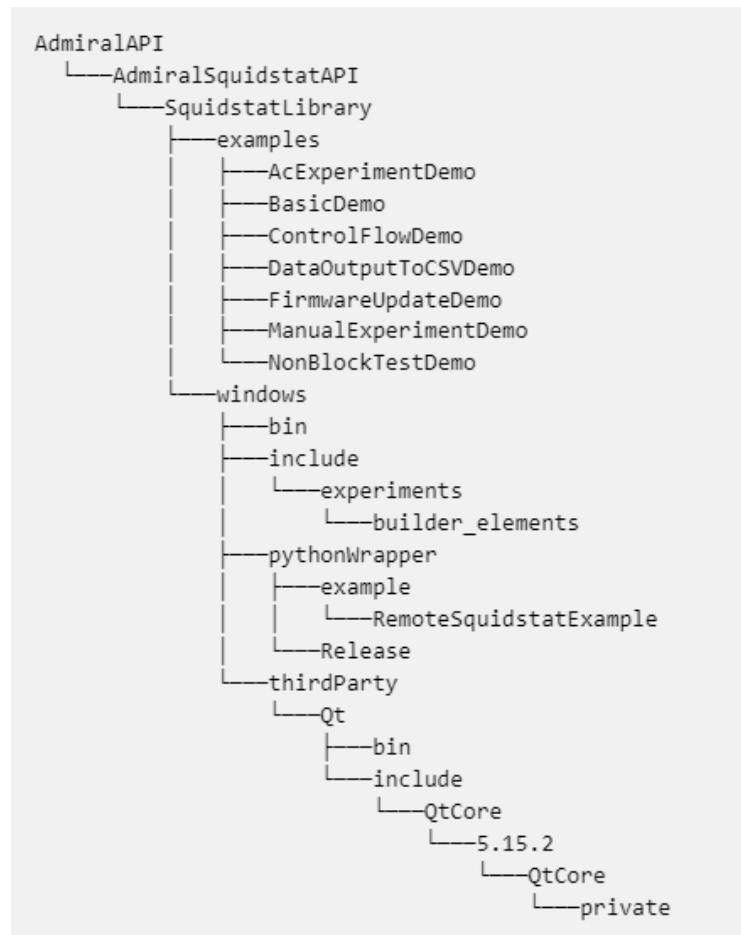 AdmiralAPI
└───AdmiralSquidstatAPI
    └───SquidstatLibrary
        ├───examples
        │   ├───AcExperimentDemo
        │   ├───BasicDemo
        │   ├───ControlFlowDemo
        │   ├───DataOutputToCSVDemo
        │   ├───FirmwareUpdateDemo
        │   ├───ManualExperimentDemo
        │   └───NonBlockTestDemo
        └───windows
            ├───bin
            ├───include
            │   └───experiments
            │       └───builder_elements
            ├───pythonWrapper
            │   ├───example
            │   │   └───RemoteSquidstatExample
            │   └───Release
            └───thirdParty
                └───Qt
                    ├───bin
                    └───include
                        └───QtCore
                            └───5.15.2
                                └───QtCore
                                    └───private